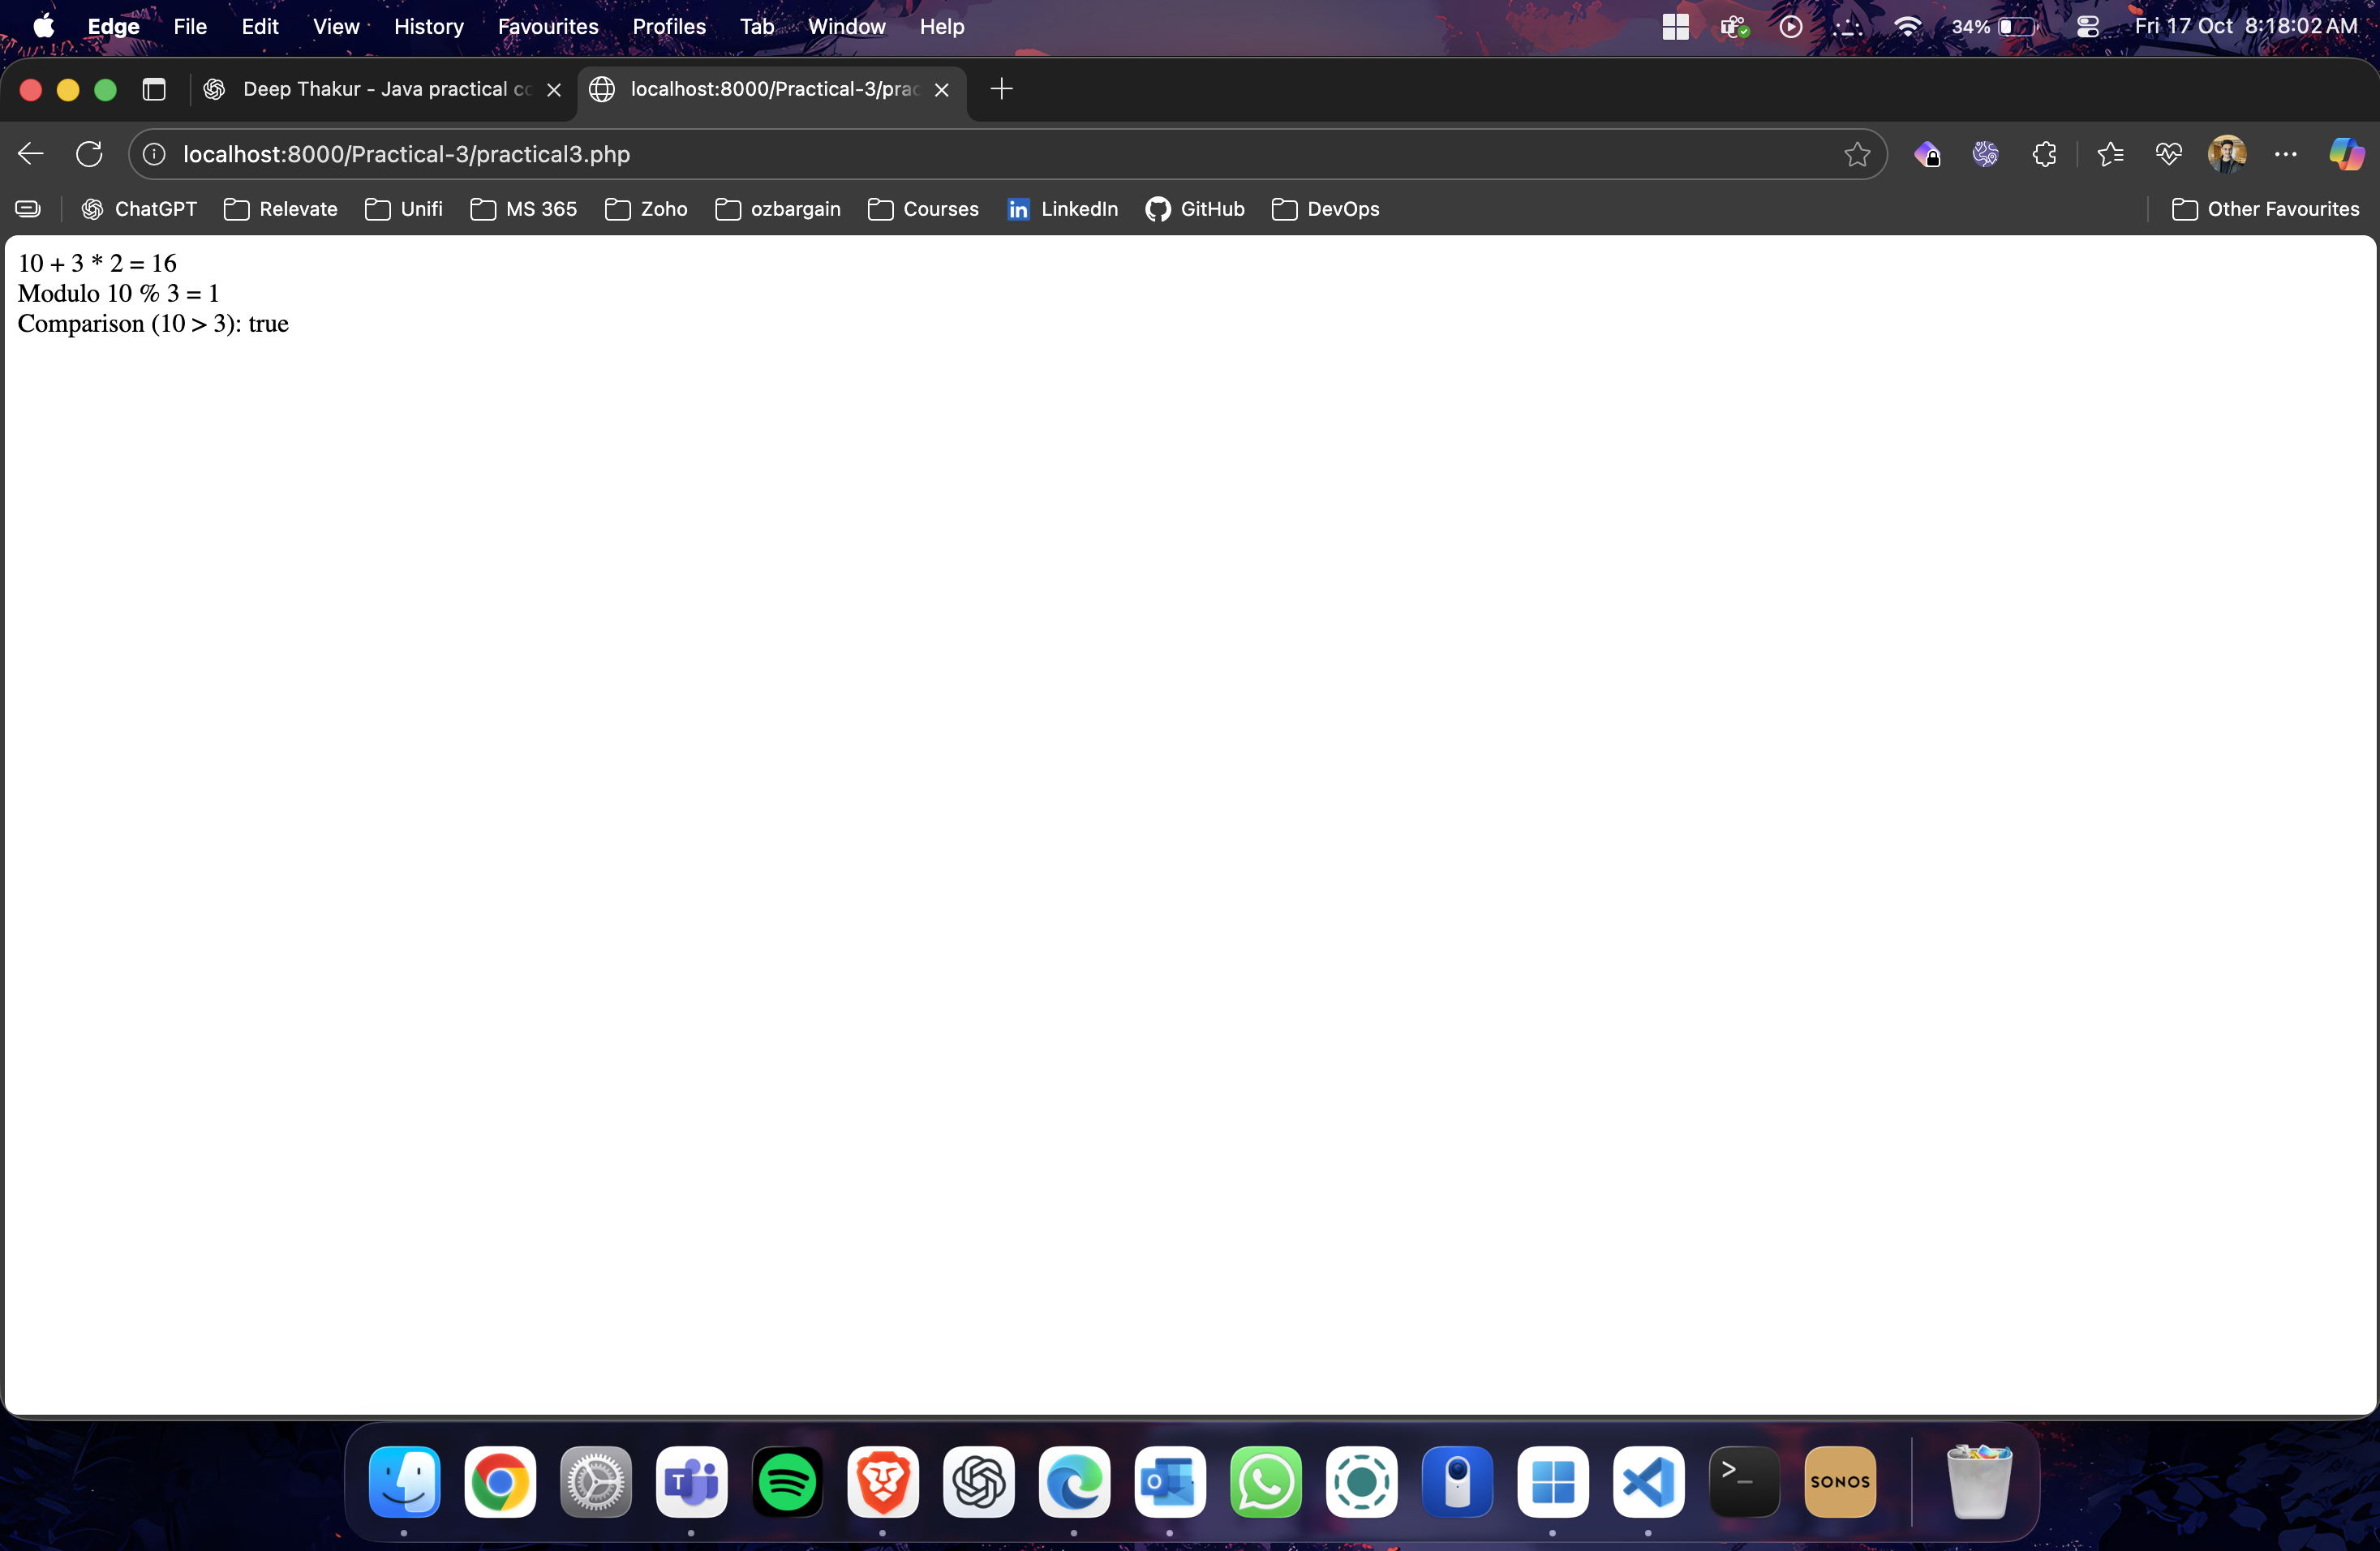 Edge File Edit View History Favourites Profiles Tab Window Help 34% Fri 17 Oct 8:18:02 AM
Deep Thakur - Java practical localhost:8000/Practical-3/prac
localhost:8000/Practical-3/practical3.php
ChatGPT Relevate Unifi MS 365 Zoho ozbargain Courses in LinkedIn GitHub DevOps Other Favourites
10 + 3 * 2 = 16
Modulo 10 % 3 = 1
Comparison (10 > 3): true
SONOS